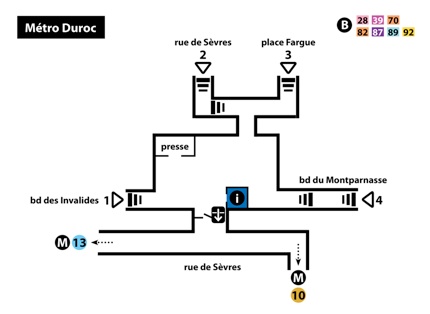 Métro Duroc
B 28 39 70
82 87 89 92
rue de Sèvres
2
place Fargue
3
presse
bd du Montparnasse
bd des Invalides 1
i
4
M 13
rue de Sèvres
M
10